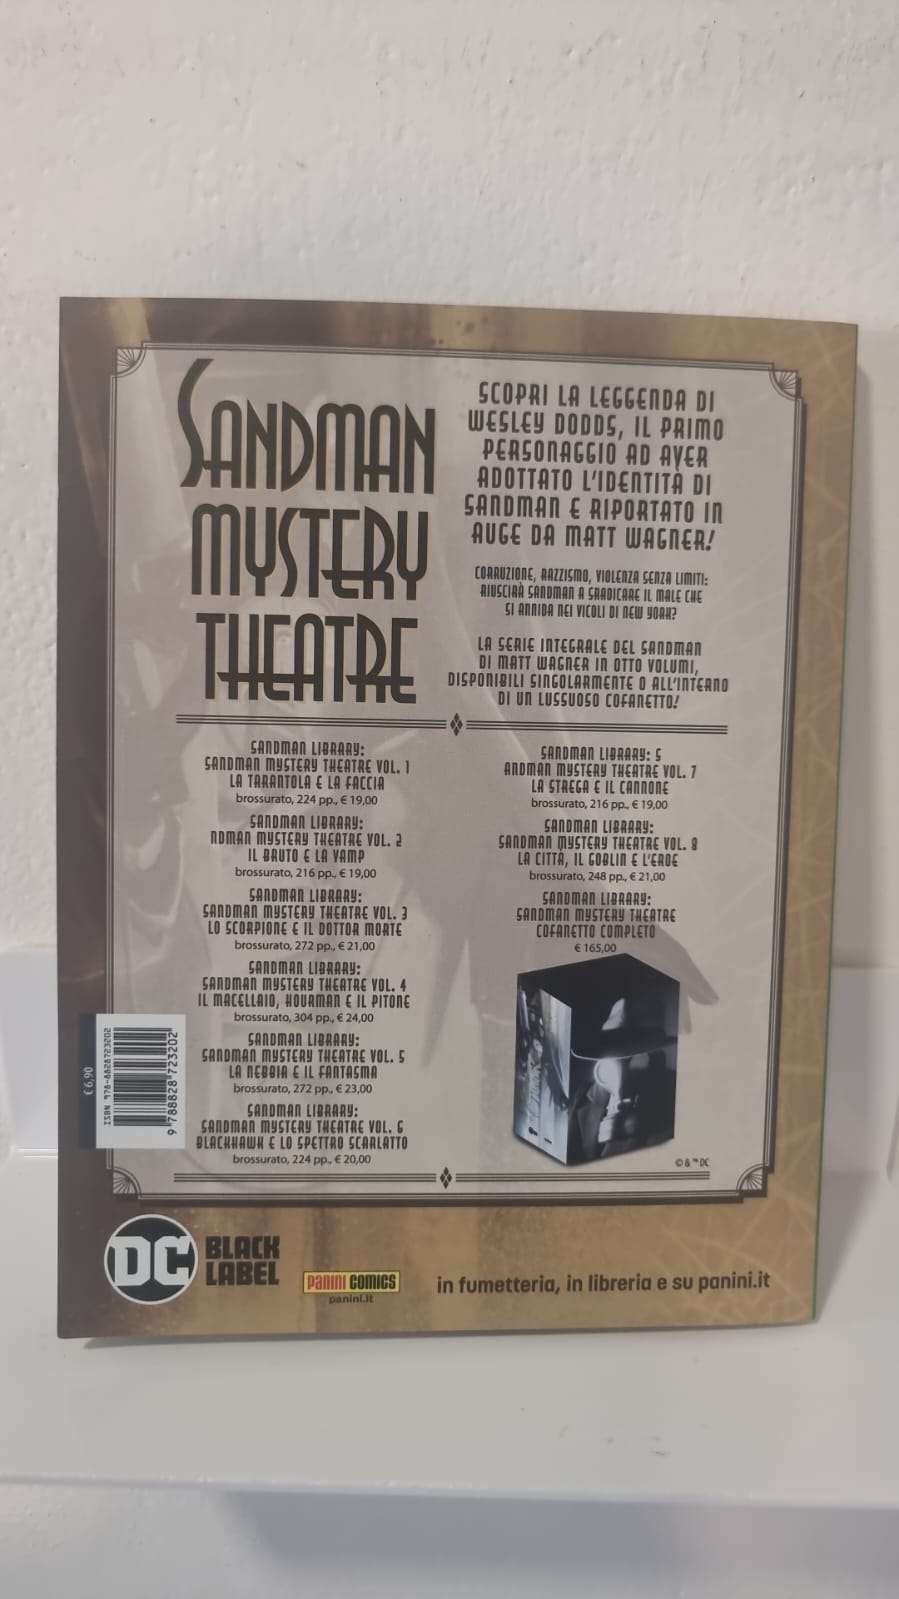 SANDMAN
MYSTERY
THEATRE
SCOPRI LA LEGGENDA DI
WESLEY DODDS, IL PRIMO
PERSONAGGIO AD AVER
ADOTTATO L'IDENTITÀ DI
SANDMAN E RIPORTATO IN
AUGE DA MATT WAGNER!
CORRUZIONE, RAZZISMO, VIOLENZA SENZA LIMITI:
RIUSCIRÀ SANDMAN A SRADICARE IL MALE CHE
SI ANNIDA NEI VICOLI DI NEW YORK?
LA SERIE INTEGRALE DEL SANDMAN
DI MATT WAGNER IN OTTO VOLUMI,
DISPONIBILI SINGOLARMENTE O ALL'INTERNO
DI UN LUSSUOSO COFANETTO!
SANDMAN LIBRARY:
SANDMAN MYSTERY THEATRE VOL. 1
LA TARANTOLA E LA FACCIA
brossurato, 224 pp., € 19,00
SANDMAN LIBRARY:
NDMAN MYSTERY THEATRE VOL. 2
IL BRUTO E LA VAMP
brossurato, 216 pp., € 19,00
SANDMAN LIBRARY:
SANDMAN MYSTERY THEATRE VOL. 3
LO SCORPIONE E IL DOTTOR MORTE
brossurato, 272 pp., € 21,00
SANDMAN LIBRARY:
SANDMAN MYSTERY THEATRE VOL. 4
IL MACELLAIO, HOURMAN E IL PITONE
brossurato, 304 pp., € 24,00
SANDMAN LIBRARY:
SANDMAN MYSTERY THEATRE VOL. 5
LA NEBBIA E IL FANTASMA
brossurato, 272 pp., € 23,00
SANDMAN LIBRARY:
SANDMAN MYSTERY THEATRE VOL. 6
BLACKHAWK E LO SPETTRO SCARLATTO
brossurato, 224 pp., € 20,00
SANDMAN LIBRARY: S
ANDMAN MYSTERY THEATRE VOL. 7
LA STREGA E IL CANNONE
brossurato, 216 pp., € 19,00
SANDMAN LIBRARY:
SANDMAN MYSTERY THEATRE VOL. 8
LA CITTÀ, IL GOBLIN E L'EROE
brossurato, 248 pp., € 21,00
SANDMAN LIBRARY:
SANDMAN MYSTERY THEATRE
COFANETTO COMPLETO
€ 165,00
© & ™ DC
€ 6,90
ISBN 978-8828723202
9 788828 723202
DC
BLACK
LABEL
PANINI COMICS
panini.it
in fumetteria, in libreria e su panini.it